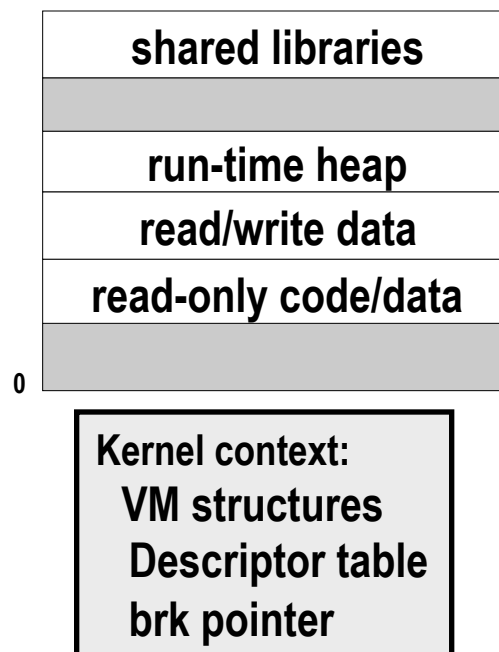 shared libraries
run-time heap
read/write data
read-only code/data
0
Kernel context:
VM structures
Descriptor table
brk pointer